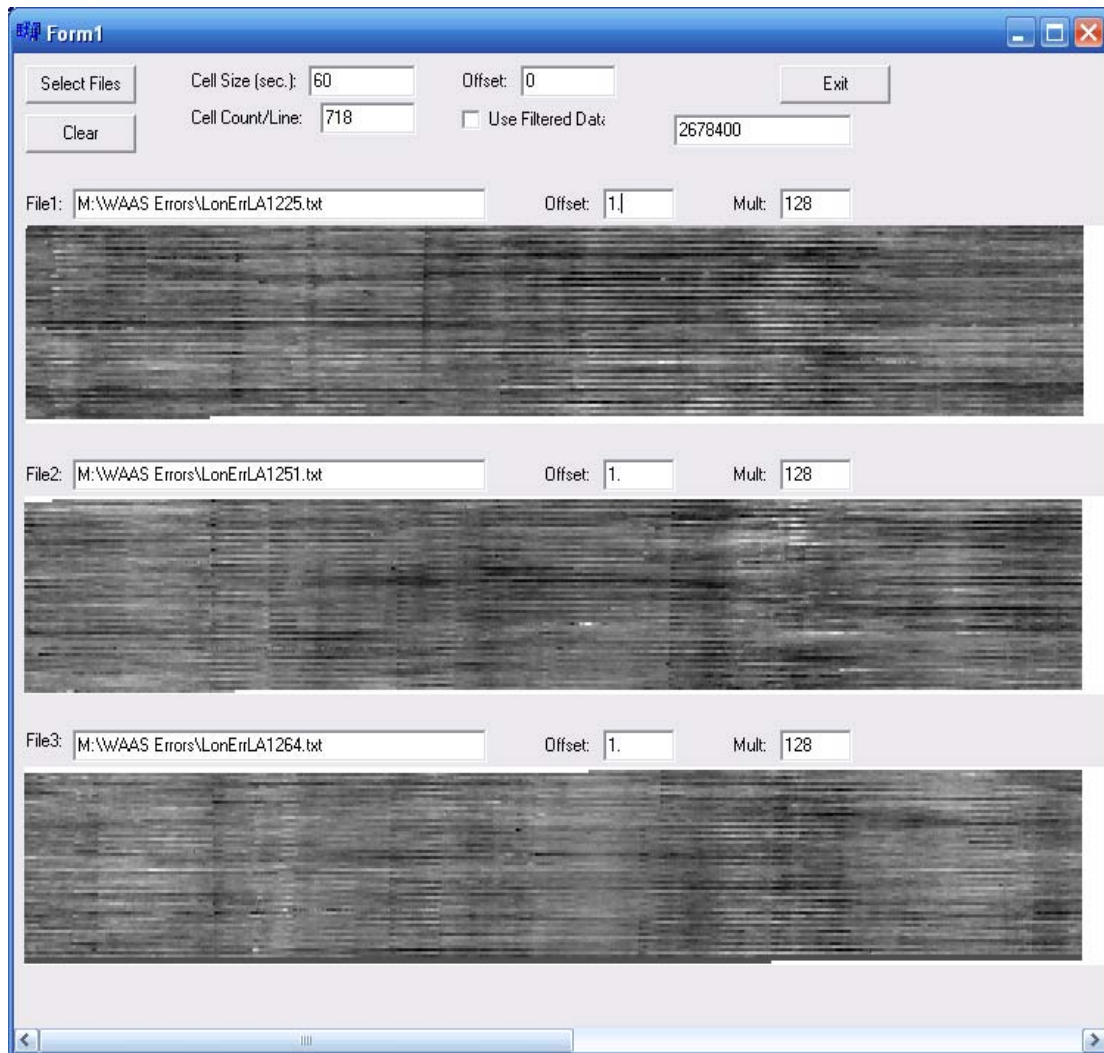 Form1
Select Files Cell Size (sec.): 60 Offset: 0 Exit
Clear Cell Count/Line: 718 Use Filtered Data 2678400
File1: M:\WAAS Errors\LonErrLA1225.txt Offset: 1. Mult: 128
File2: M:\WAAS Errors\LonErrLA1251.txt Offset: 1. Mult: 128
File3: M:\WAAS Errors\LonErrLA1264.txt Offset: 1. Mult: 128